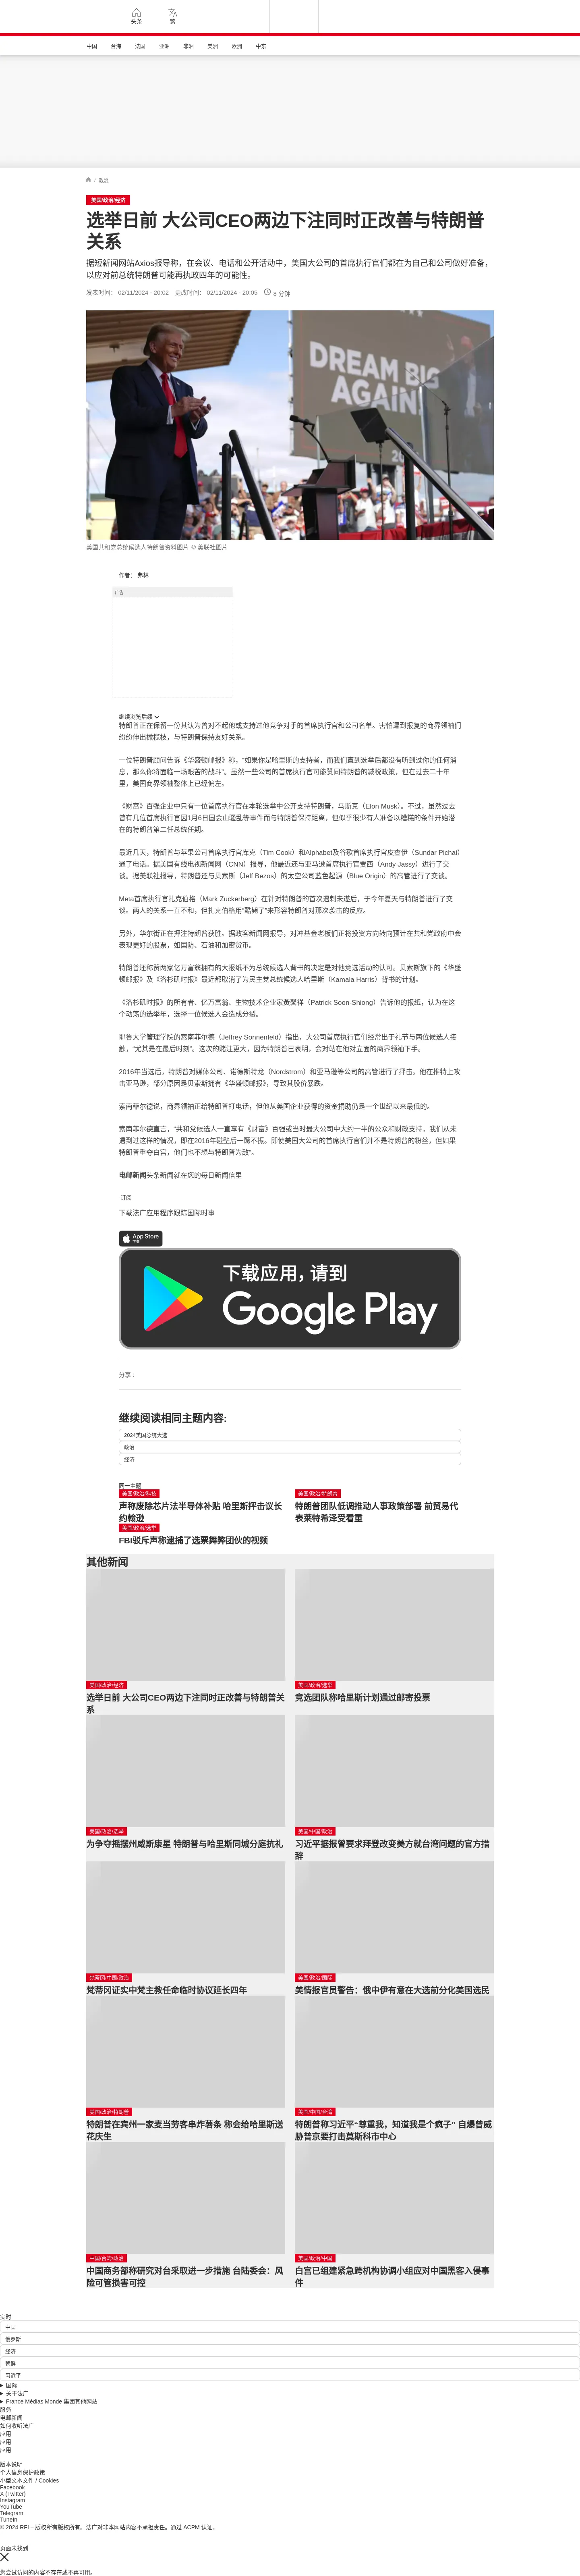 头条
繁
中国 台海 法国 亚洲 非洲 美洲 欧洲 中东
/ 政治
美国/政治/经济
选举日前 大公司CEO两边下注同时正改善与特朗普
关系
据短新闻网站Axios报导称，在会议、电话和公开活动中，美国大公司的首席执行官们都在为自己和公司做好准备，
以应对前总统特朗普可能再执政四年的可能性。
发表时间： 02/11/2024 - 20:02 更改时间： 02/11/2024 - 20:05 8 分钟
DREAM BIG
AGAIN!
美国共和党总统候选人特朗普资料图片 © 美联社图片
作者： 弗林
广告
继续浏览后续
特朗普正在保留一份其认为曾对不起他或支持过他竞争对手的首席执行官和公司名单。害怕遭到报复的商界领袖们
纷纷伸出橄榄枝，与特朗普保持友好关系。
一位特朗普顾问告诉《华盛顿邮报》称，"如果你是哈里斯的支持者，而我们直到选举后都没有听到过你的任何消
息，那么你将面临一场艰苦的战斗"。虽然一些公司的首席执行官可能赞同特朗普的减税政策，但在过去二十年
里，美国商界领袖整体上已经偏左。
《财富》百强企业中只有一位首席执行官在本轮选举中公开支持特朗普，马斯克（Elon Musk）。不过，虽然过去
曾有几位首席执行官因1月6日国会山骚乱等事件而与特朗普保持距离，但似乎很少有人准备以糟糕的条件开始潜
在的特朗普第二任总统任期。
最近几天，特朗普与苹果公司首席执行官库克（Tim Cook）和Alphabet及谷歌首席执行官皮查伊（Sundar Pichai）
通了电话。据美国有线电视新闻网（CNN）报导，他最近还与亚马逊首席执行官贾西（Andy Jassy）进行了交
谈。据美联社报导，特朗普还与贝索斯（Jeff Bezos）的太空公司蓝色起源（Blue Origin）的高管进行了交谈。
Meta首席执行官扎克伯格（Mark Zuckerberg）在针对特朗普的首次遇刺未遂后，于今年夏天与特朗普进行了交
谈。两人的关系一直不和，但扎克伯格用"酷毙了"来形容特朗普对那次袭击的反应。
另外，华尔街正在押注特朗普获胜。据政客新闻网报导，对冲基金老板们正将投资方向转向预计在共和党政府中会
表现更好的股票，如国防、石油和加密货币。
特朗普还称赞两家亿万富翁拥有的大报纸不为总统候选人背书的决定是对他竞选活动的认可。贝索斯旗下的《华盛
顿邮报》及《洛杉矶时报》最近都取消了为民主党总统候选人哈里斯（Kamala Harris）背书的计划。
《洛杉矶时报》的所有者、亿万富翁、生物技术企业家黄馨祥（Patrick Soon-Shiong）告诉他的报纸，认为在这
个动荡的选举年，选择一位候选人会造成分裂。
耶鲁大学管理学院的索南菲尔德（Jeffrey Sonnenfeld）指出，大公司首席执行官们经常出于礼节与两位候选人接
触，"尤其是在最后时刻"。这次的赌注更大，因为特朗普已表明，会对站在他对立面的商界领袖下手。
2016年当选后，特朗普对媒体公司、诺德斯特龙（Nordstrom）和亚马逊等公司的高管进行了抨击。他在推特上攻
击亚马逊，部分原因是贝索斯拥有《华盛顿邮报》，导致其股价暴跌。
索南菲尔德说，商界领袖正给特朗普打电话，但他从美国企业获得的资金捐助仍是一个世纪以来最低的。
索南菲尔德直言，"共和党候选人一直享有《财富》百强或当时最大公司中大约一半的公众和财政支持，我们从未
遇到过这样的情况，即在2016年碰壁后一蹶不振。即使美国大公司的首席执行官们并不是特朗普的粉丝，但如果
特朗普重夺白宫，他们也不想与特朗普为敌"。
电邮新闻头条新闻就在您的每日新闻信里
订阅
下载法广应用程序跟踪国际时事
App Store
下载
下载应用，请到
Google Play
分享 :
继续阅读相同主题内容:
2024美国总统大选
政治
经济
同一主题
美国/政治/科技
声称废除芯片法半导体补贴 哈里斯抨击议长
约翰逊
美国/政治/特朗普
特朗普团队低调推动人事政策部署 前贸易代
表莱特希泽受看重
美国/政治/选举
FBI驳斥声称逮捕了选票舞弊团伙的视频
其他新闻
美国/政治/经济
选举日前 大公司CEO两边下注同时正改善与特朗普关
系
美国/政治/选举
竞选团队称哈里斯计划通过邮寄投票
美国/政治/选举
为争夺摇摆州威斯康星 特朗普与哈里斯同城分庭抗礼
美国/中国/政治
习近平据报曾要求拜登改变美方就台湾问题的官方措
辞
梵蒂冈/中国/政治
梵蒂冈证实中梵主教任命临时协议延长四年
美国/政治/国际
美情报官员警告：俄中伊有意在大选前分化美国选民
美国/政治/特朗普
特朗普在宾州一家麦当劳客串炸薯条 称会给哈里斯送
花庆生
美国/中国/台湾
特朗普称习近平"尊重我，知道我是个疯子" 自爆曾威
胁普京要打击莫斯科市中心
中国/台湾/政治
中国商务部称研究对台采取进一步措施 台陆委会：风
险可管损害可控
美国/政治/中国
白宫已组建紧急跨机构协调小组应对中国黑客入侵事
件
实时
中国
俄罗斯
经济
朝鲜
习近平
国际
关于法广
France Médias Monde 集团其他网站
服务
电邮新闻
如何收听法广
应用
应用
应用
版本说明
个人信息保护政策
小型文本文件 / Cookies
Facebook
X (Twitter)
Instagram
YouTube
Telegram
TuneIn
© 2024 RFI – 版权所有版权所有。法广对非本网站内容不承担责任。通过 ACPM 认证。
页面未找到
您尝试访问的内容不存在或不再可用。